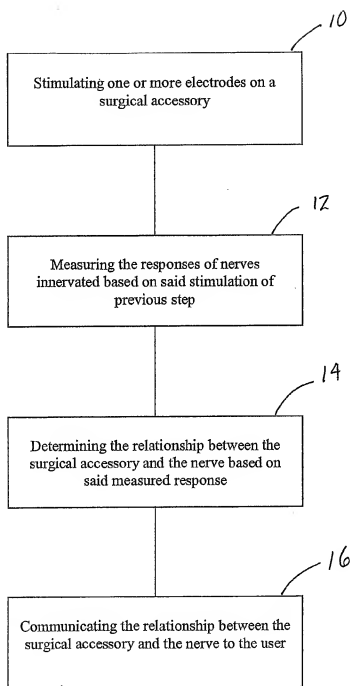 10
Stimulating one or more electrodes on a
surgical accessory
12
Measuring the responses of nerves
innervated based on said stimulation of
previous step
14
Determining the relationship between the
surgical accessory and the nerve based on
said measured response
16
Communicating the relationship between the
surgical accessory and the nerve to the user